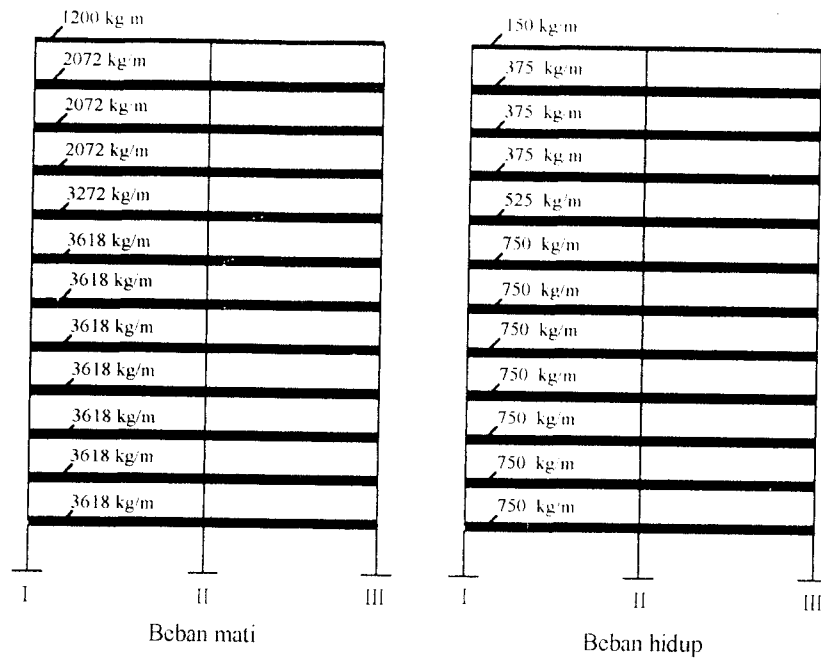 1200 kg m
2072 kg/m
2072 kg/m
2072 kg/m
3272 kg/m
3618 kg/m
3618 kg/m
3618 kg/m
3618 kg/m
3618 kg/m
3618 kg/m
3618 kg/m
I II III
Beban mati
150 kg/m
375 kg/m
375 kg m
375 kg m
525 kg/m
750 kg/m
750 kg/m
750 kg/m
750 kg/m
750 kg/m
750 kg/m
750 kg/m
I II III
Beban hidup